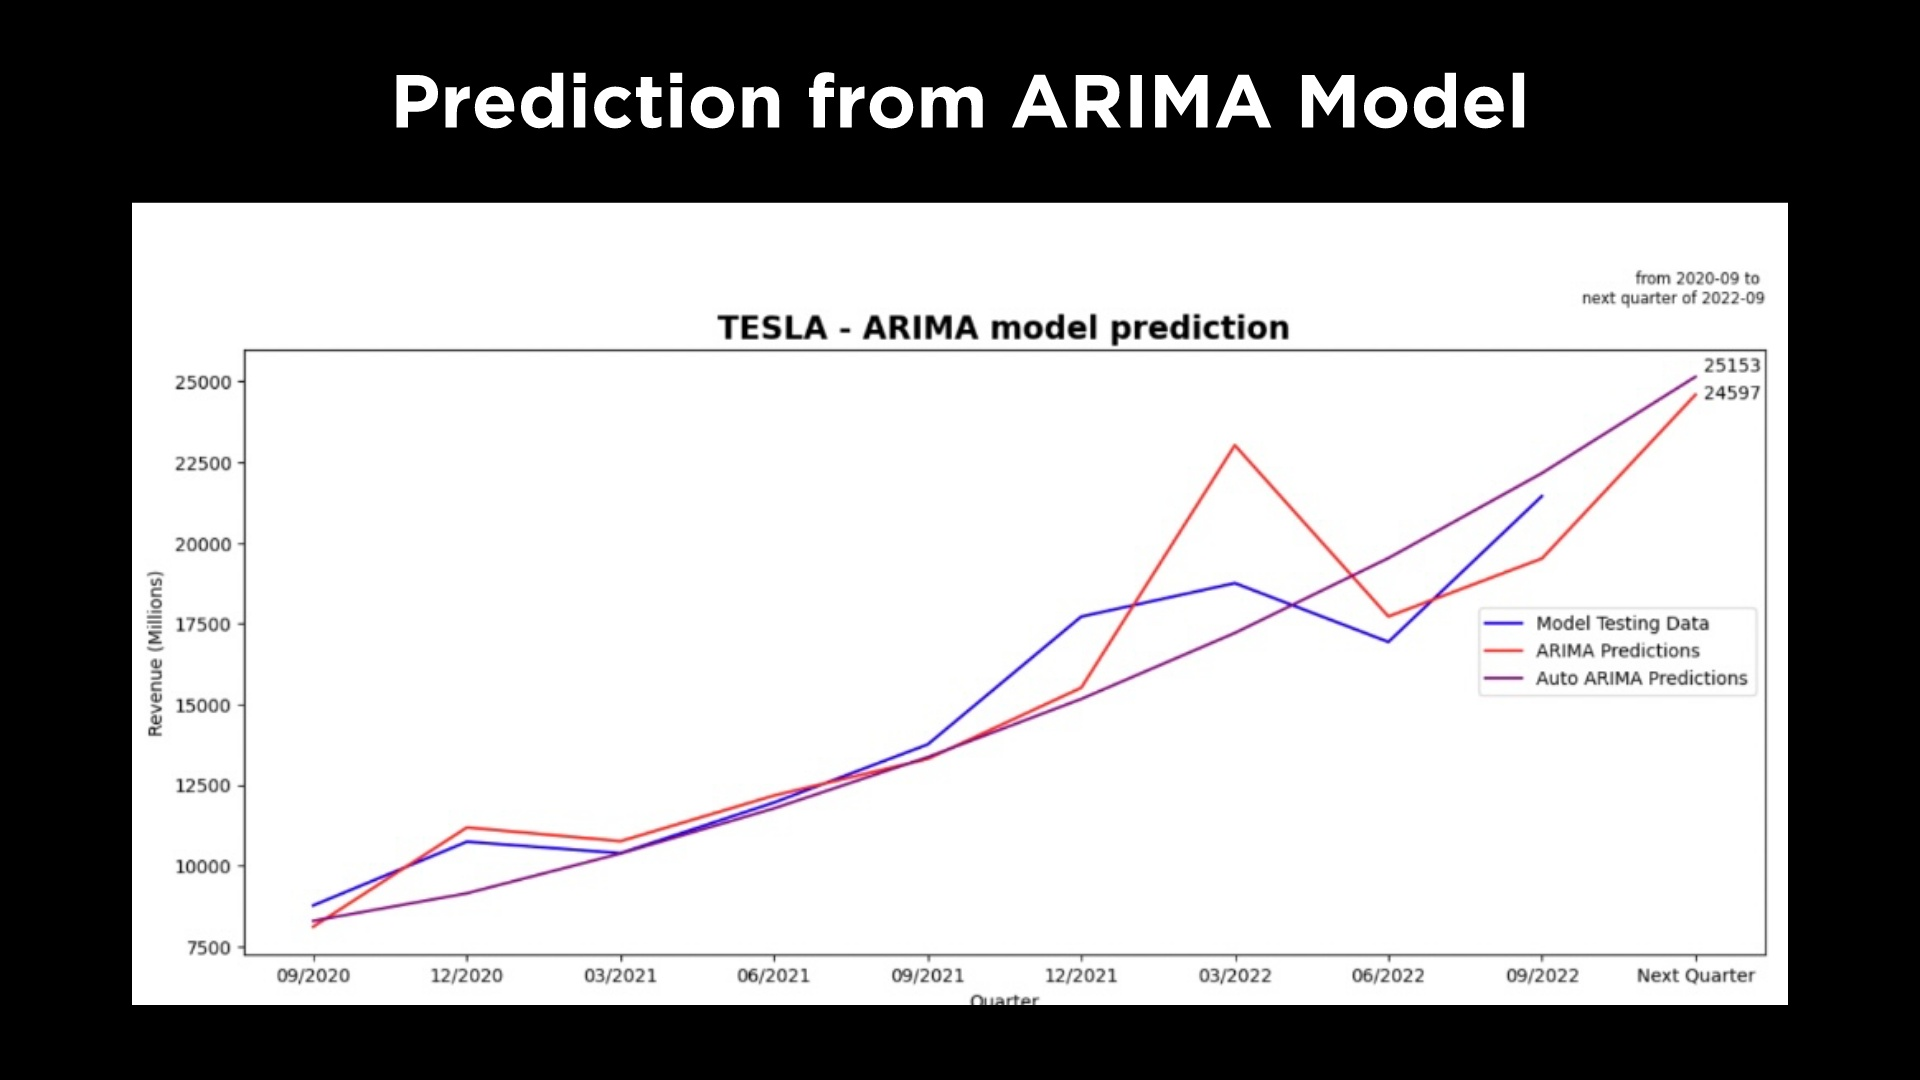 Prediction from ARIMA Model
from 2020-09 to
next quarter of 2022-09
TESLA - ARIMA model prediction
25153
24597
25000
22500
20000
17500
15000
12500
10000
7500
Revenue (Millions)
Model Testing Data
ARIMA Predictions
Auto ARIMA Predictions
09/2020 12/2020 03/2021 06/2021 09/2021 12/2021 03/2022 06/2022 09/2022 Next Quarter
Quarter